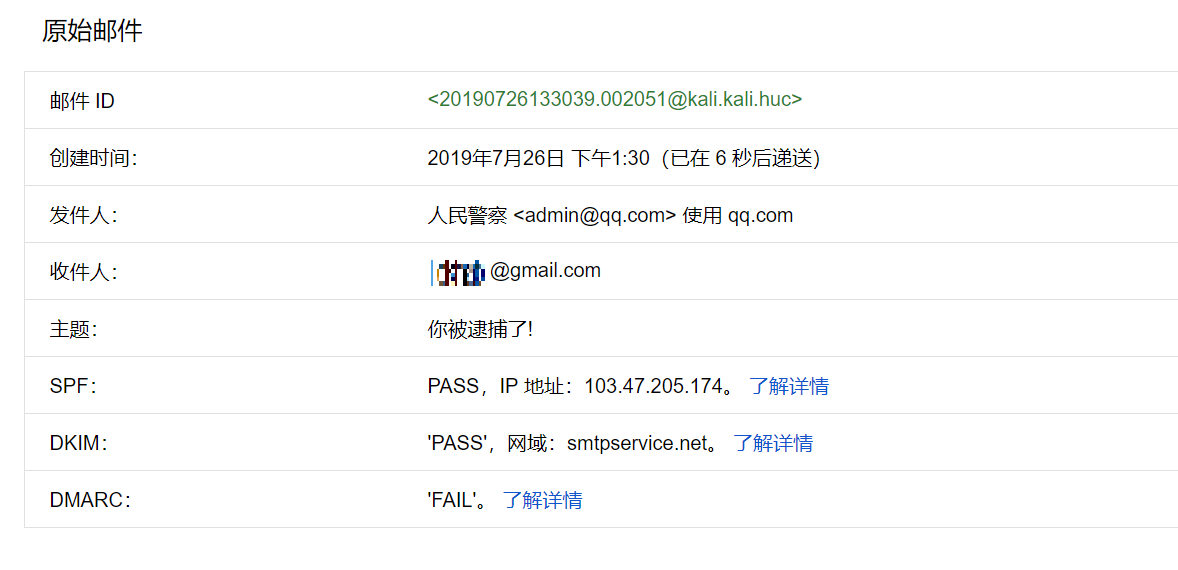 原始邮件
邮件 ID
<20190726133039.002051@kali.kali.huc>
创建时间：
2019年7月26日 下午1:30（已在 6 秒后递送）
发件人：
人民警察 <admin@qq.com> 使用 qq.com
收件人：
@gmail.com
主题：
你被逮捕了!
SPF：
PASS，IP 地址：103.47.205.174。 了解详情
DKIM：
'PASS'，网域：smtpservice.net。 了解详情
DMARC：
'FAIL'。 了解详情